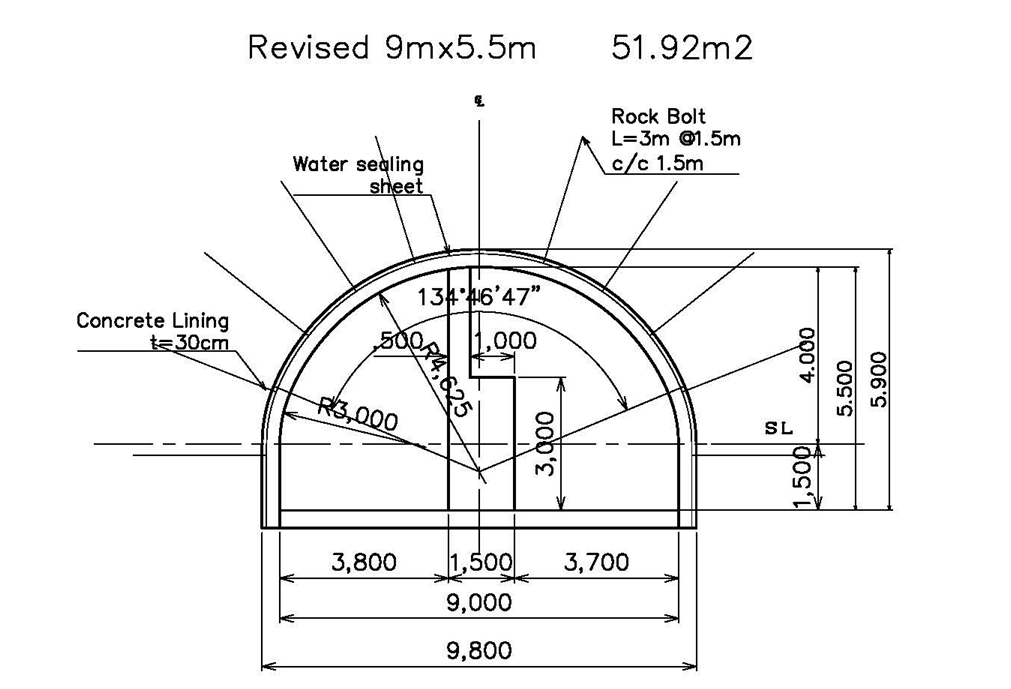 Revised 9mx5.5m 51.92m2
℄
Rock Bolt
L=3m @1.5m
c/c 1.5m
Water sealing
sheet
134°46'47"
Concrete Lining
t=30cm
.500
1,000
R4,625
R3,000
3,000
4.000
5.500
5.900
SL
1,500
3,800
1,500
3,700
9,000
9,800